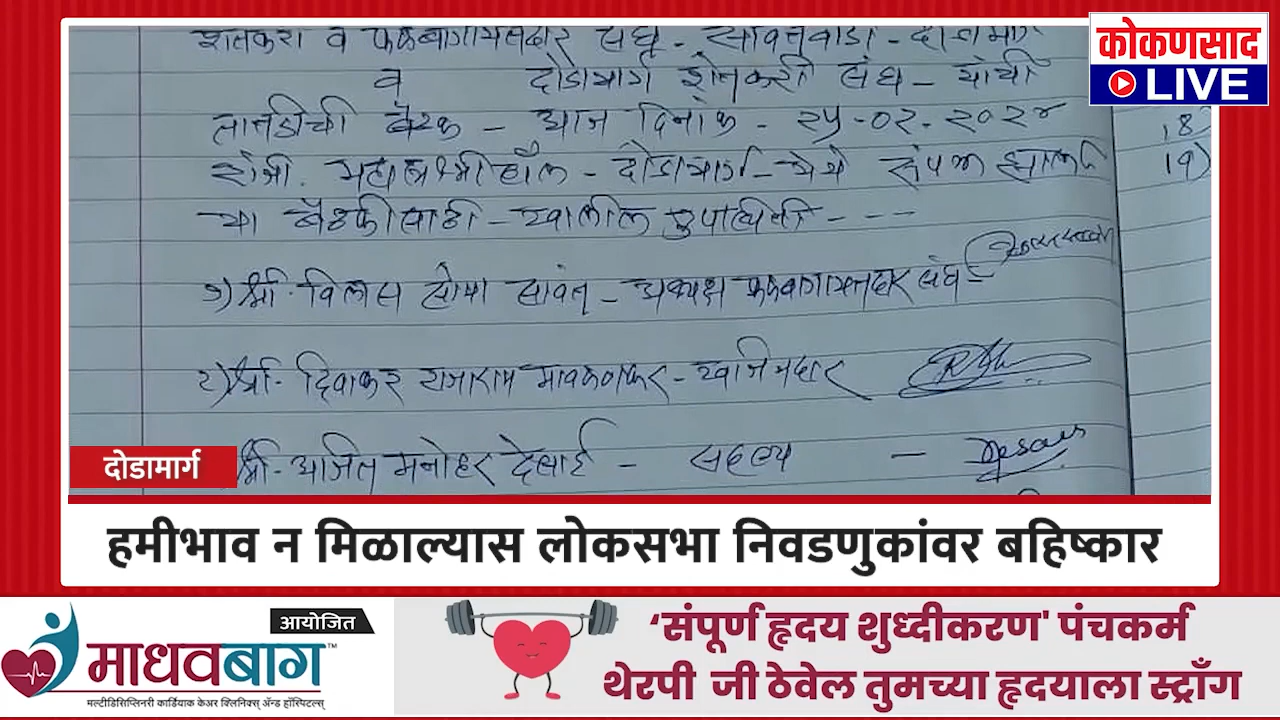 कोकणसाद
LIVE
शेतकरी व फळबागायतदार संघ - सावंतवाडी - दोडामार्ग
व दोडामार्ग शेतकरी संघ - यांची
तातडीची बैठक - आज दिनांक - २५-०२-२०२४
रोजी. महालक्ष्मी हॉल - दोडामार्ग - येथे संपन्न झाली
या बैठकीसाठी - खालील उपस्थिती - - -
१) श्री. विलास सोमा सावंत - अध्यक्ष फळबागायतदार संघ -
२) श्री. दिवाकर राजाराम मावळणकर - खजिनदार
श्री - अजित मनोहर देसाई - सदस्य - Desai
दोडामार्ग
हमीभाव न मिळाल्यास लोकसभा निवडणुकांवर बहिष्कार
आयोजित
माधवबाग™
मल्टीडिसिप्लिनरी कार्डियाक केअर क्लिनिक्स अँड हॉस्पिटल्स्
‘संपूर्ण हृदय शुध्दीकरण' पंचकर्म
थेरपी जी ठेवेल तुमच्या हृदयाला स्ट्राँग